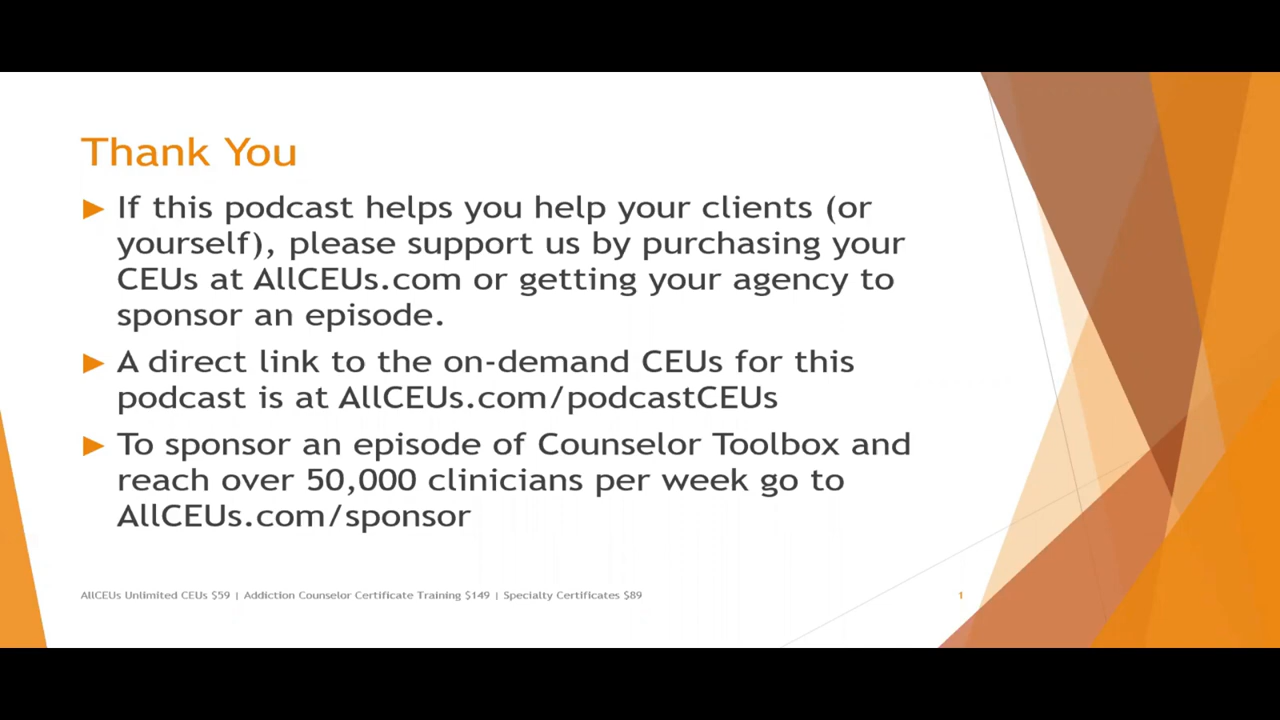 Thank You
If this podcast helps you help your clients (or
yourself), please support us by purchasing your
CEUs at AllCEUs.com or getting your agency to
sponsor an episode.
A direct link to the on-demand CEUs for this
podcast is at AllCEUs.com/podcastCEUs
To sponsor an episode of Counselor Toolbox and
reach over 50,000 clinicians per week go to
AllCEUs.com/sponsor
AllCEUs Unlimited CEUs $59 | Addiction Counselor Certificate Training $149 | Specialty Certificates $89
1